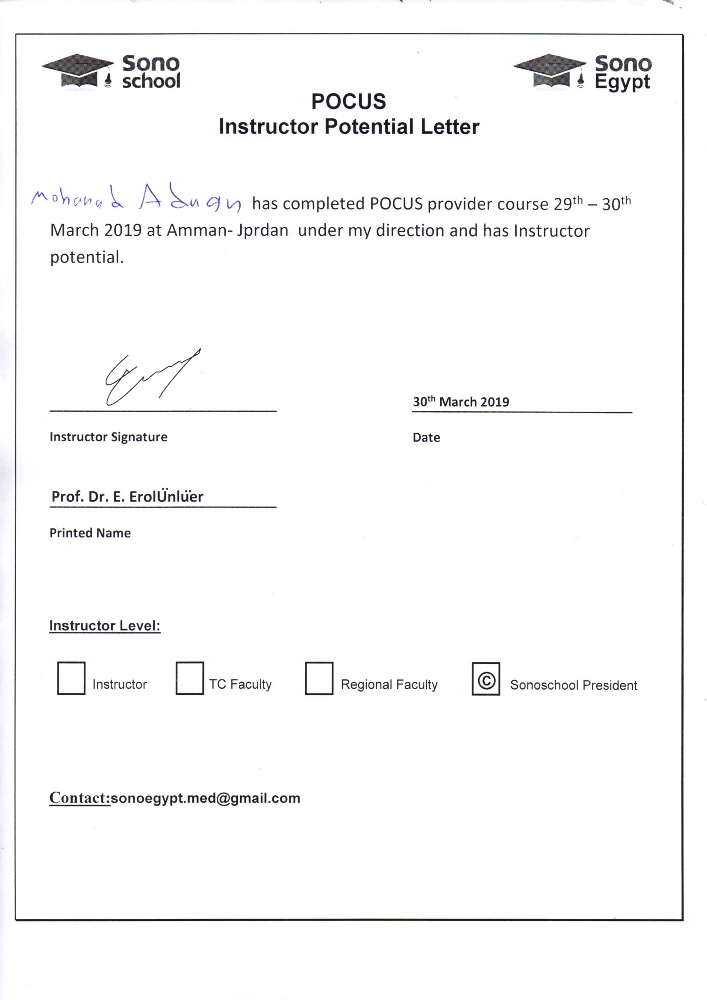 Sono school
Sono Egypt
POCUS
Instructor Potential Letter
Mohanad has completed POCUS provider course 29th – 30th
March 2019 at Amman- Jprdan under my direction and has Instructor
potential.
30th March 2019
Instructor Signature
Date
Prof. Dr. E. ErolÜnlüer
Printed Name
Instructor Level:
Instructor
TC Faculty
Regional Faculty
© Sonoschool President
Contact:sonoegypt.med@gmail.com